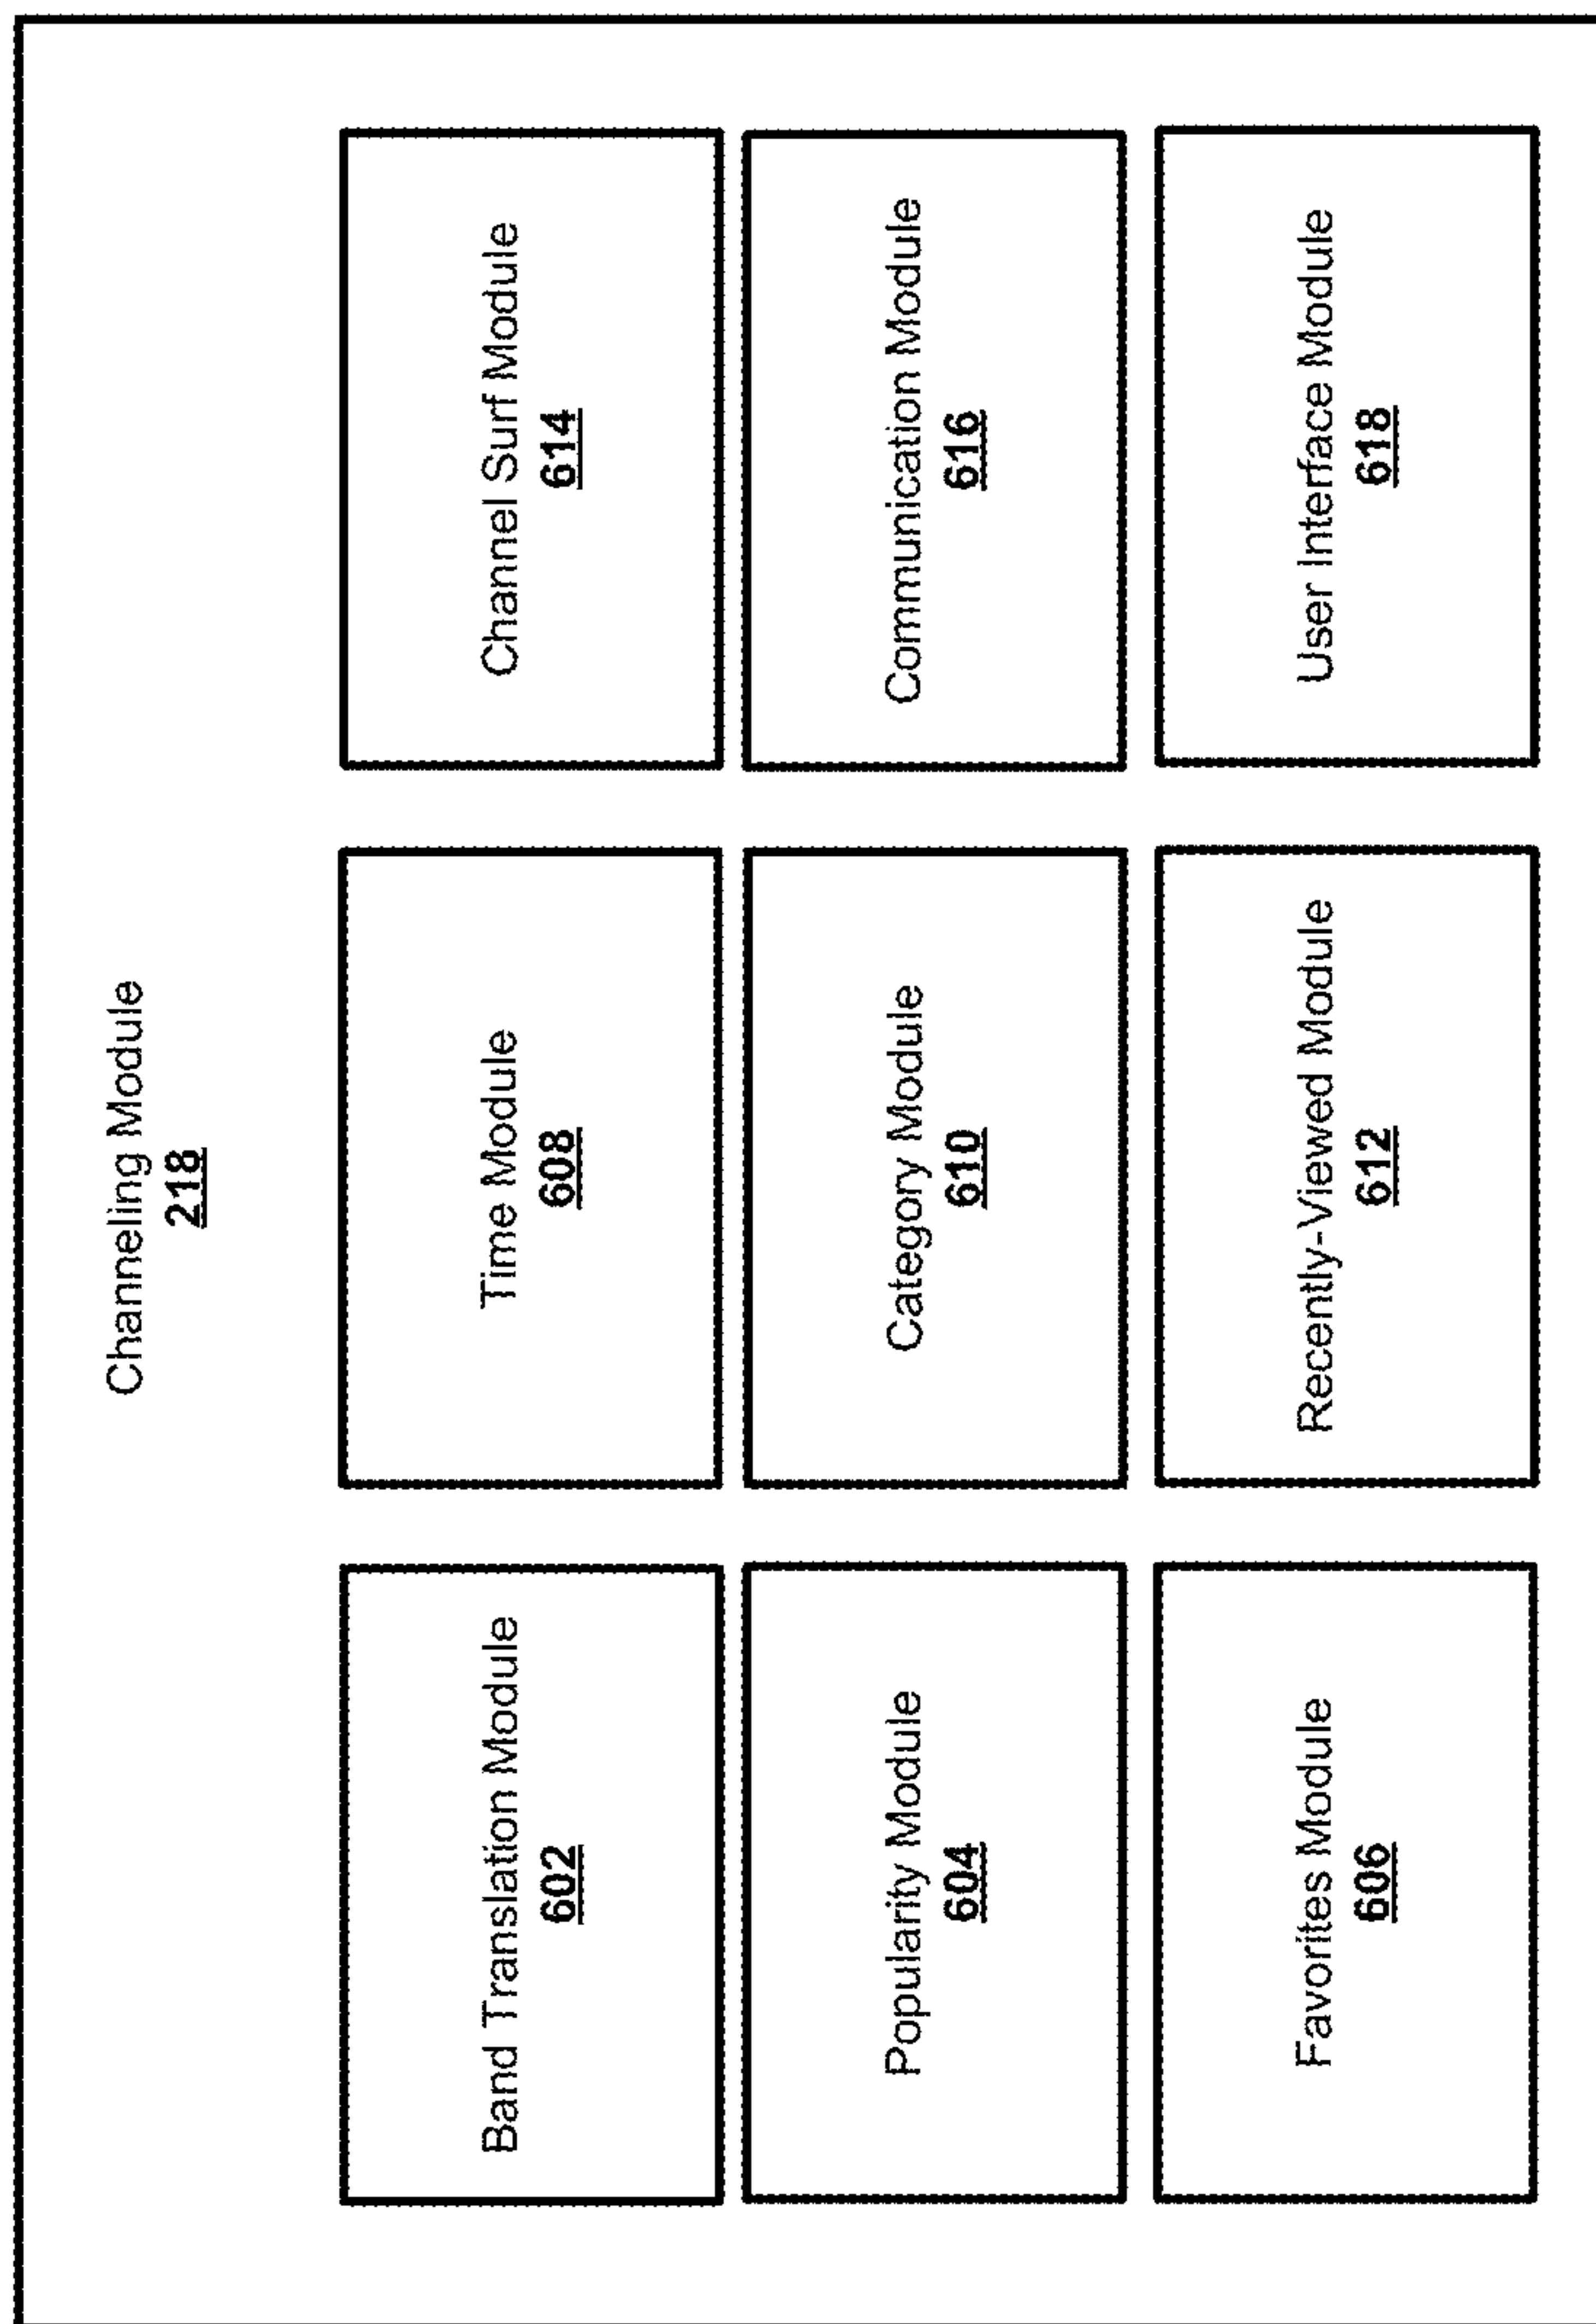 Channeling Module
218
Band Translation Module
602
Time Module
608
Channel Surf Module
614
Popularity Module
604
Category Module
610
Communication Module
616
Favorites Module
606
Recently-Viewed Module
612
User Interface Module
618